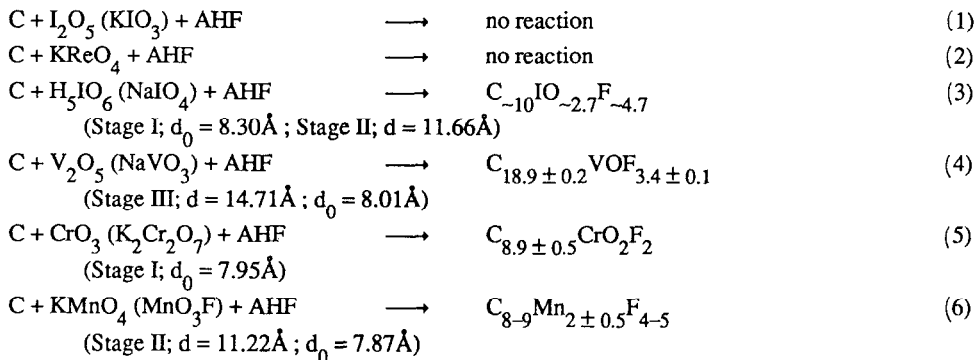 C + I₂O₅ (KIO₃) + AHF ⟶ no reaction (1)
C + KReO₄ + AHF ⟶ no reaction (2)
C + H₅IO₆ (NaIO₄) + AHF ⟶ C~10IO~2.7F~4.7 (3)
(Stage I; d₀ = 8.30Å ; Stage II; d = 11.66Å)
C + V₂O₅ (NaVO₃) + AHF ⟶ C18.9 ± 0.2VOF3.4 ± 0.1 (4)
(Stage III; d = 14.71Å ; d₀ = 8.01Å)
C + CrO₃ (K₂Cr₂O₇) + AHF ⟶ C8.9 ± 0.5CrO₂F₂ (5)
(Stage I; d₀ = 7.95Å)
C + KMnO₄ (MnO₃F) + AHF ⟶ C8–9Mn2 ± 0.5F4–5 (6)
(Stage II; d = 11.22Å ; d₀ = 7.87Å)